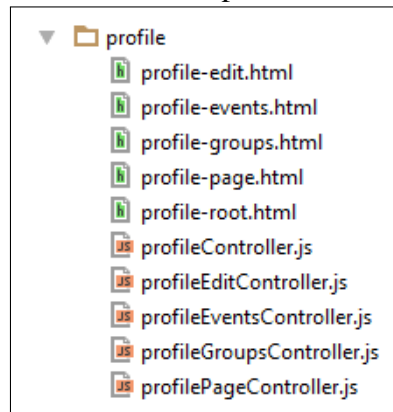 profile
profile-edit.html
profile-events.html
profile-groups.html
profile-page.html
profile-root.html
profileController.js
profileEditController.js
profileEventsController.js
profileGroupsController.js
profilePageController.js